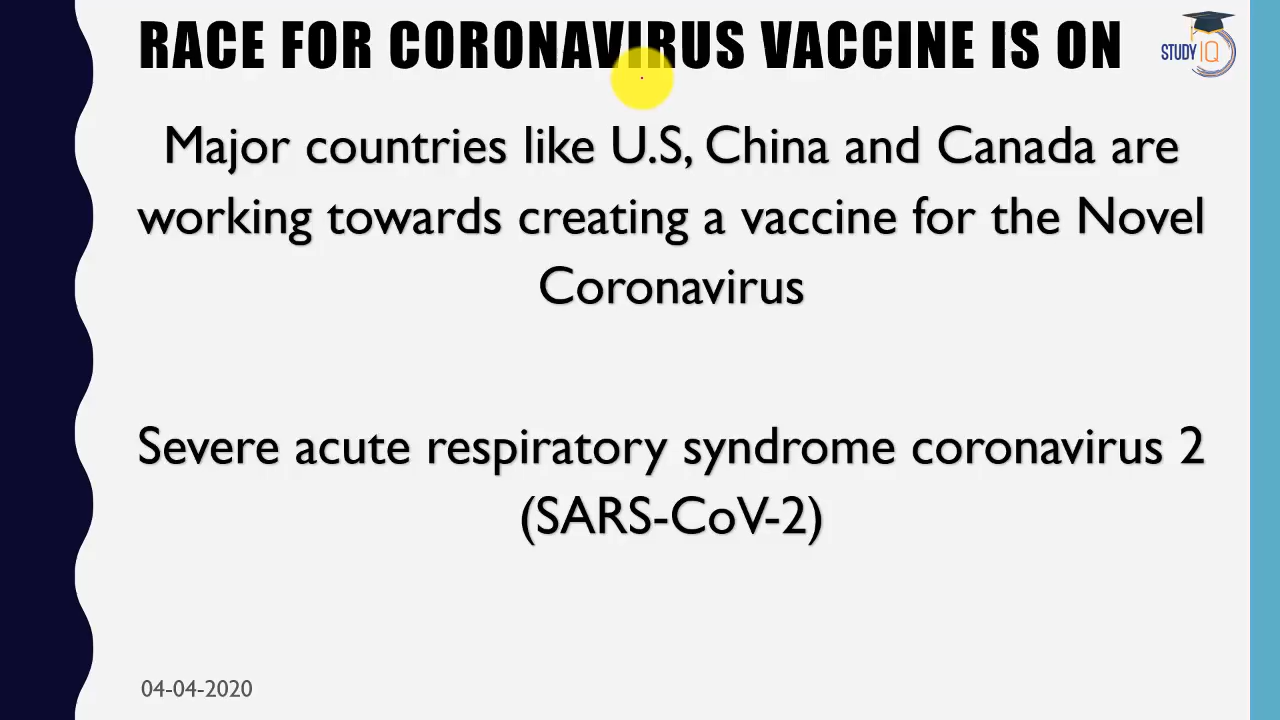 RACE FOR CORONAVIRUS VACCINE IS ON
STUDY IQ
Major countries like U.S, China and Canada are
working towards creating a vaccine for the Novel
Coronavirus
Severe acute respiratory syndrome coronavirus 2
(SARS-CoV-2)
04-04-2020